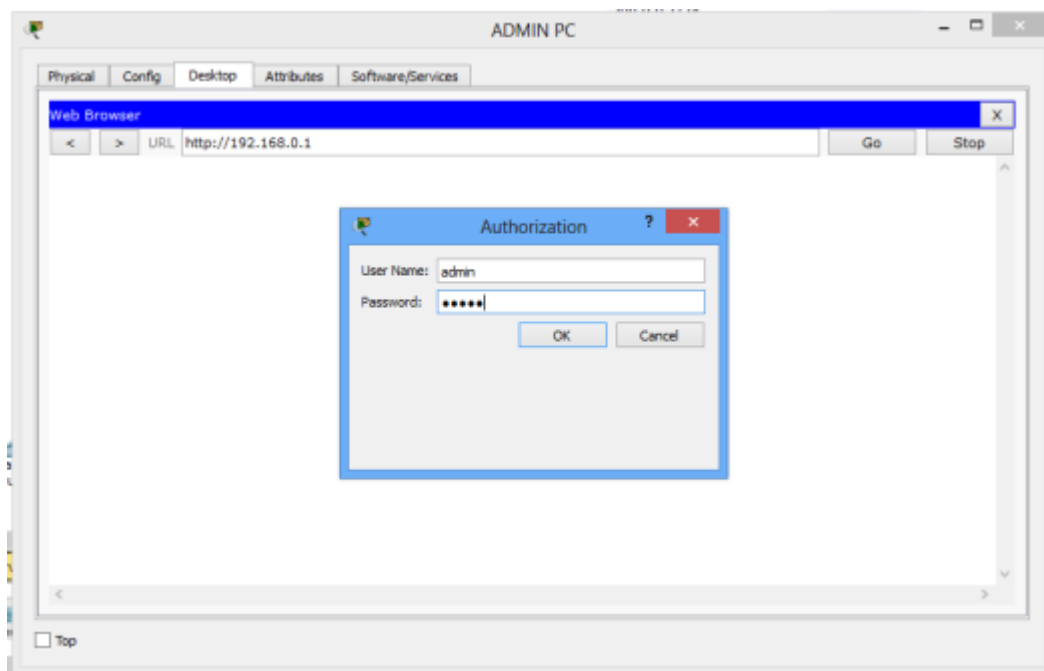 ADMIN PC
Physical Config Desktop Attributes Software/Services
Web Browser X
< > URL http://192.168.0.1 Go Stop
Authorization ?
User Name: admin
Password: •••••
OK Cancel
Top